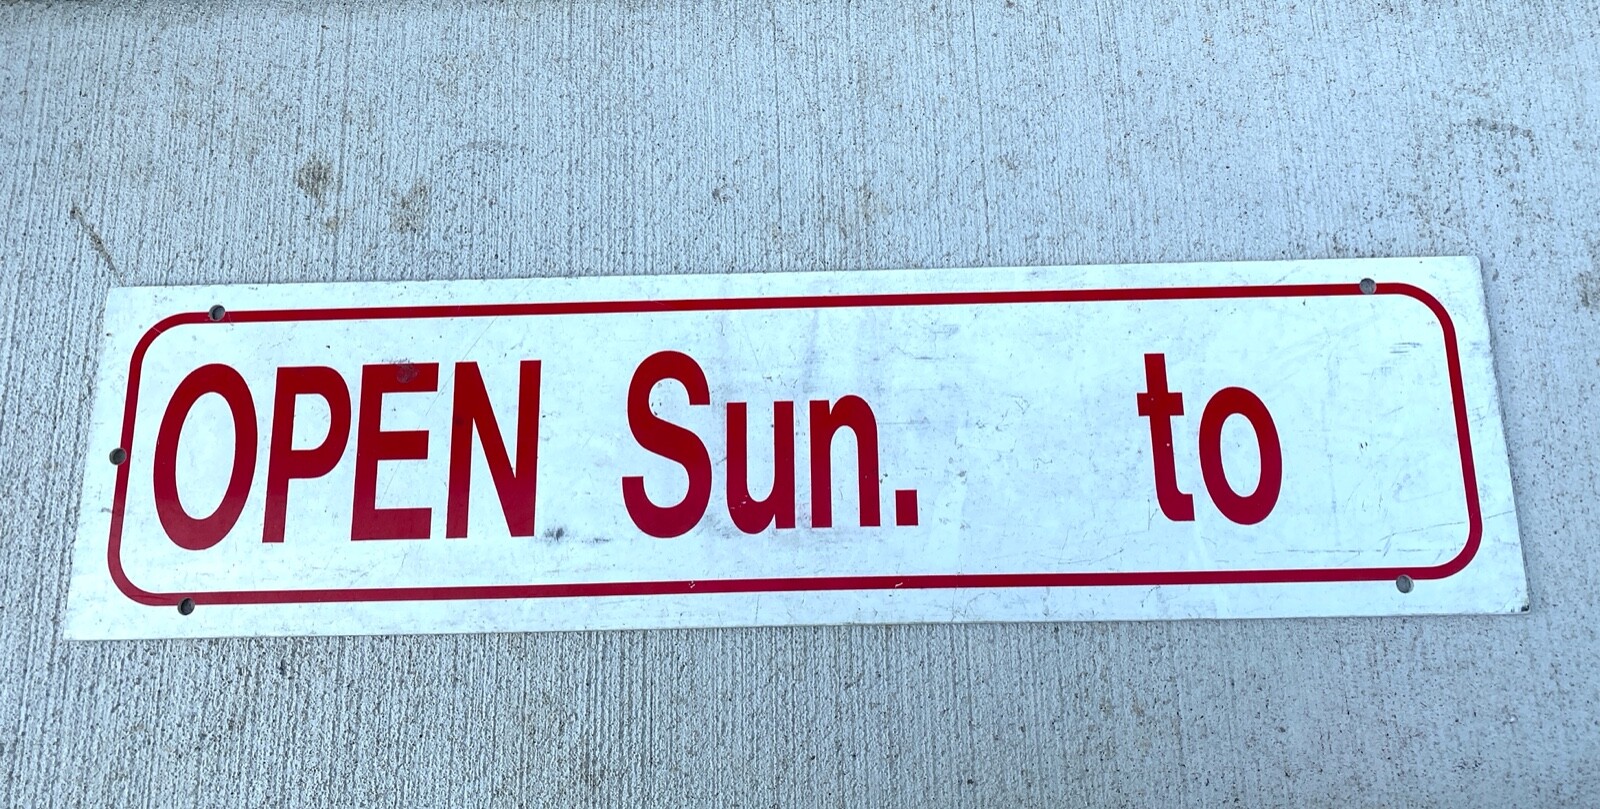 OPEN Sun. to